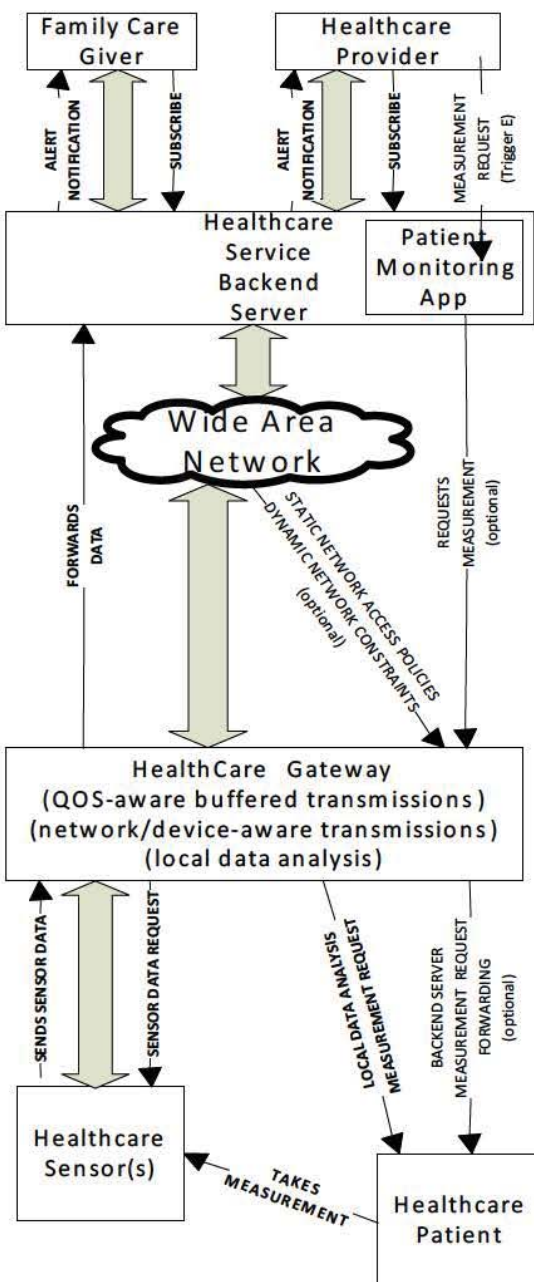 Family Care
Giver
Healthcare
Provider
ALERT
NOTIFICATION
SUBSCRIBE
ALERT
NOTIFICATION
SUBSCRIBE
MEASUREMENT
REQUEST
(Trigger E)
Healthcare
Service
Backend
Server
Patient
Monitoring
App
Wide Area
Network
FORWARDS
DATA
STATIC NETWORK ACCESS POLICIES
DYNAMIC NETWORK CONSTRAINTS
(optional)
REQUESTS
MEASUREMENT
(optional)
HealthCare Gateway
(QOS-aware buffered transmissions)
(network/device-aware transmissions)
(local data analysis)
SENDS SENSOR DATA
SENSOR DATA REQUEST
LOCAL DATA ANALYSIS
MEASUREMENT REQUEST
BACKEND SERVER
MEASUREMENT REQUEST
FORWARDING
(optional)
Healthcare
Sensor(s)
TAKES
MEASUREMENT
Healthcare
Patient